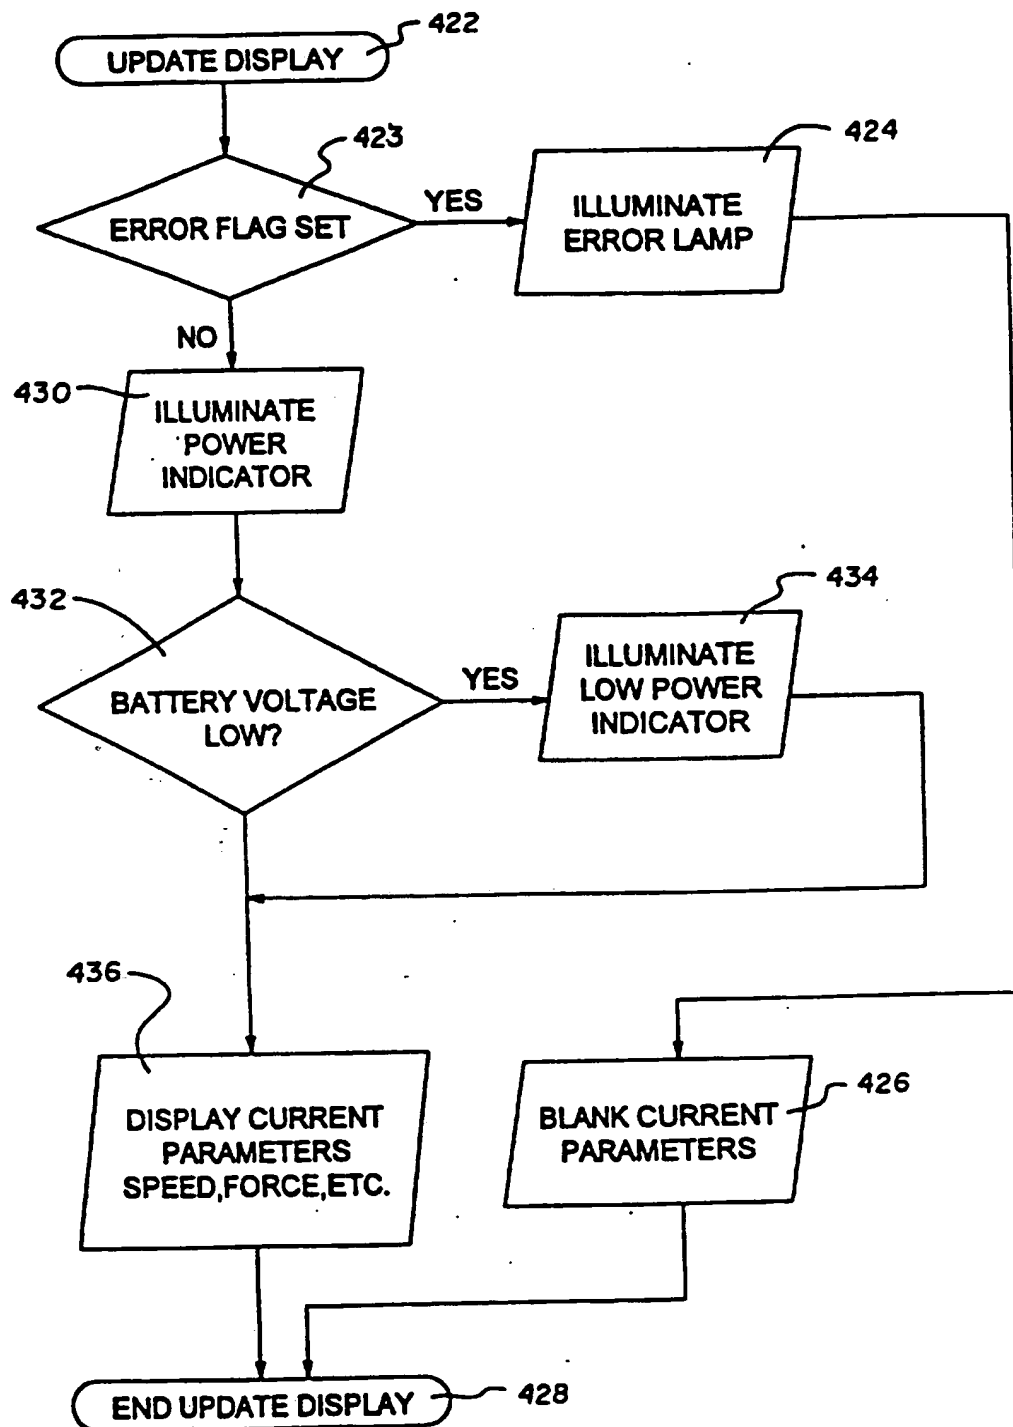 422
UPDATE DISPLAY
423
ERROR FLAG SET
YES
424
ILLUMINATE
ERROR LAMP
NO
430
ILLUMINATE
POWER
INDICATOR
432
BATTERY VOLTAGE
LOW?
YES
434
ILLUMINATE
LOW POWER
INDICATOR
436
DISPLAY CURRENT
PARAMETERS
SPEED,FORCE,ETC.
426
BLANK CURRENT
PARAMETERS
428
END UPDATE DISPLAY